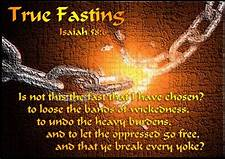 True Fasting
Isaiah 58:6
Is not this the fast that I have chosen?
to loose the bands of wickedness,
to undo the heavy burdens,
and to let the oppressed go free,
and that ye break every yoke?